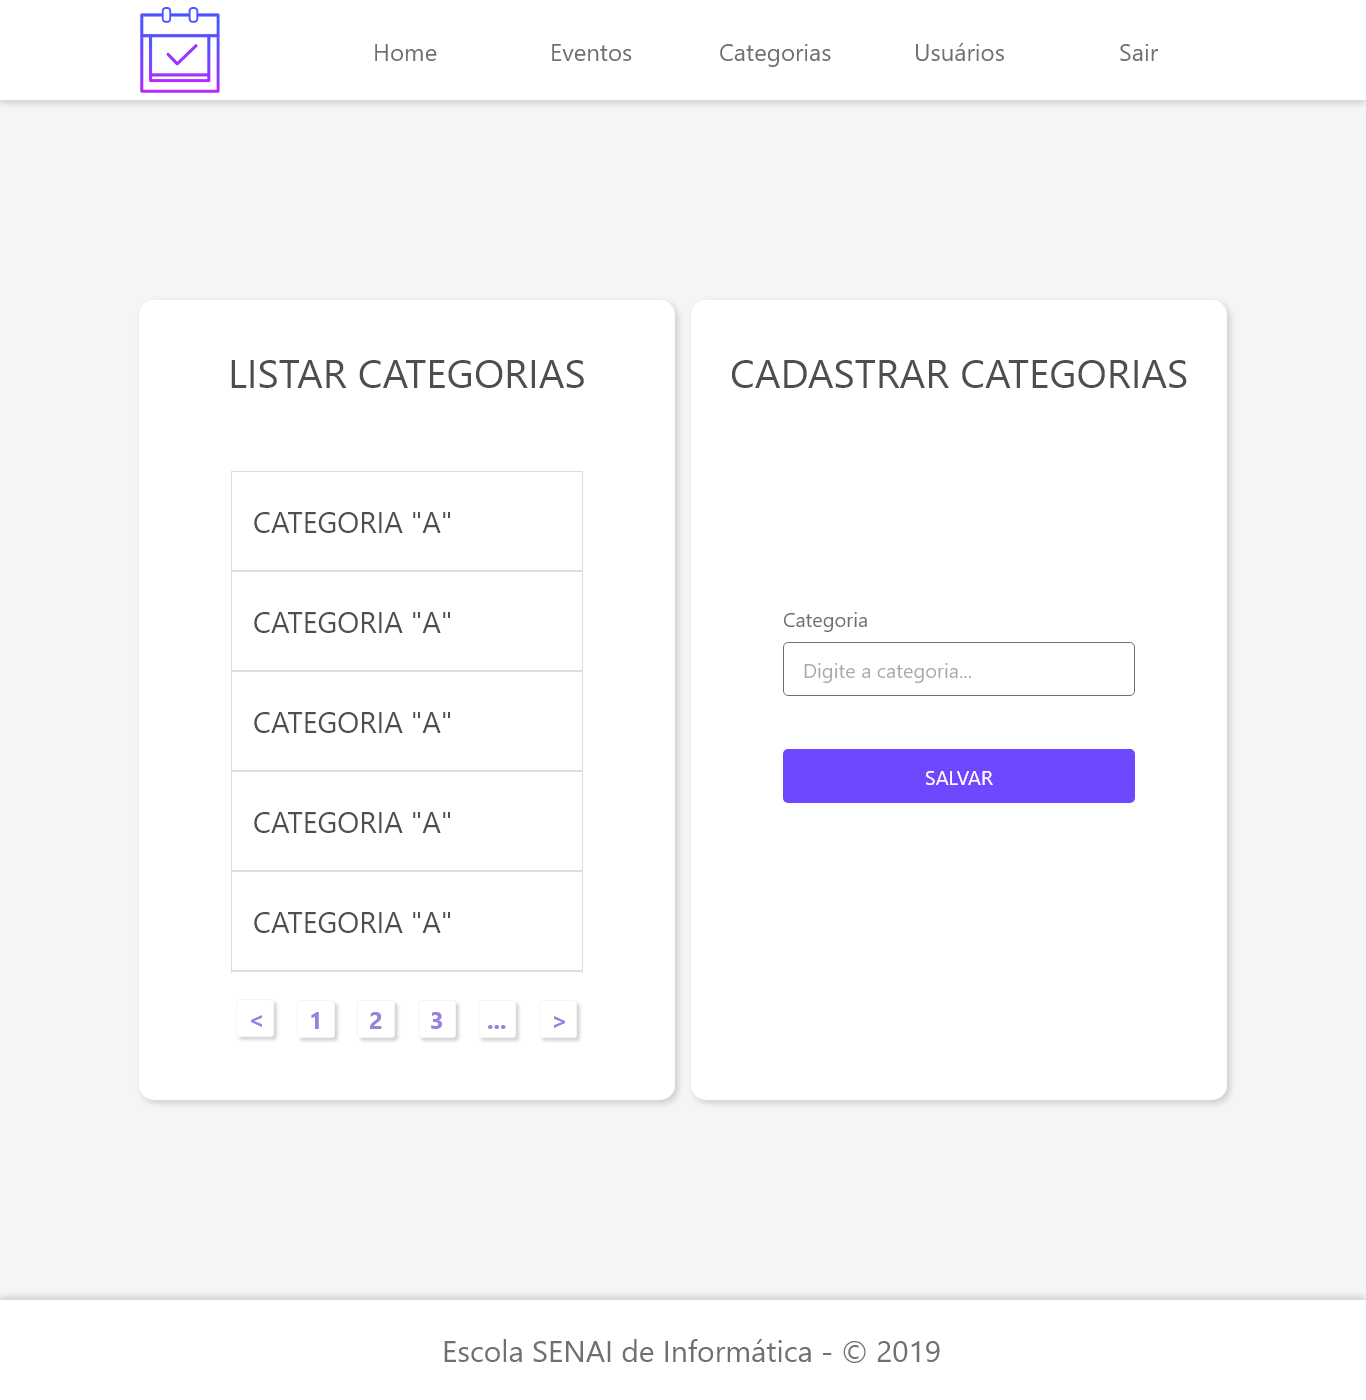 Home Eventos Categorias Usuários Sair
LISTAR CATEGORIAS
CATEGORIA "A"
CATEGORIA "A"
CATEGORIA "A"
CATEGORIA "A"
CATEGORIA "A"
< 1 2 3 ... >
CADASTRAR CATEGORIAS
Categoria
Digite a categoria...
SALVAR
Escola SENAI de Informática - © 2019